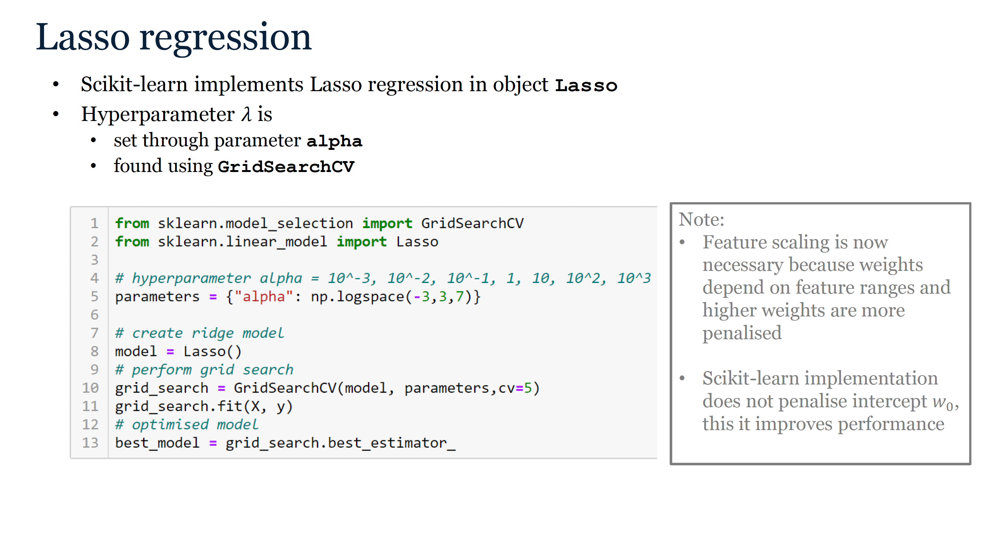 Lasso regression
• Scikit-learn implements Lasso regression in object Lasso
• Hyperparameter λ is
• set through parameter alpha
• found using GridSearchCV
1 from sklearn.model_selection import GridSearchCV
2 from sklearn.linear_model import Lasso
3
4 # hyperparameter alpha = 10^-3, 10^-2, 10^-1, 1, 10, 10^2, 10^3
5 parameters = {"alpha": np.logspace(-3,3,7)}
6
7 # create ridge model
8 model = Lasso()
9 # perform grid search
10 grid_search = GridSearchCV(model, parameters,cv=5)
11 grid_search.fit(X, y)
12 # optimised model
13 best_model = grid_search.best_estimator_
Note:
• Feature scaling is now
necessary because weights
depend on feature ranges and
higher weights are more
penalised
• Scikit-learn implementation
does not penalise intercept w₀,
this it improves performance